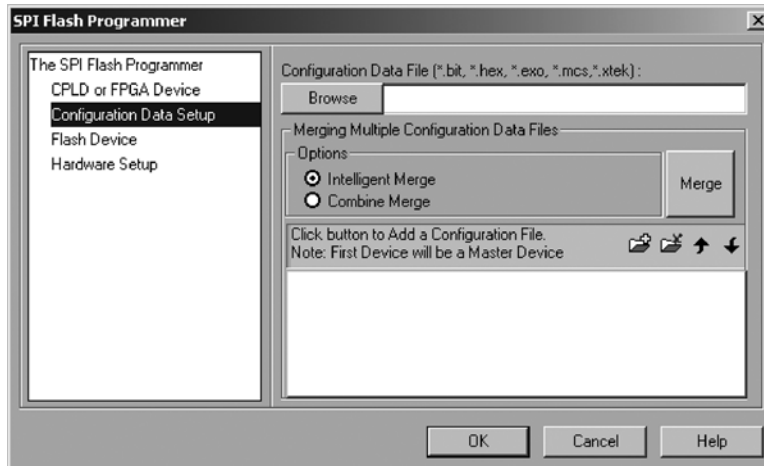 SPI Flash Programmer
The SPI Flash Programmer
CPLD or FPGA Device
Configuration Data Setup
Flash Device
Hardware Setup
Configuration Data File (*.bit, *.hex, *.exo, *.mcs,*.xtek) :
Browse
Merging Multiple Configuration Data Files
Options
Intelligent Merge
Combine Merge
Merge
Click button to Add a Configuration File.
Note: First Device will be a Master Device
OK
Cancel
Help